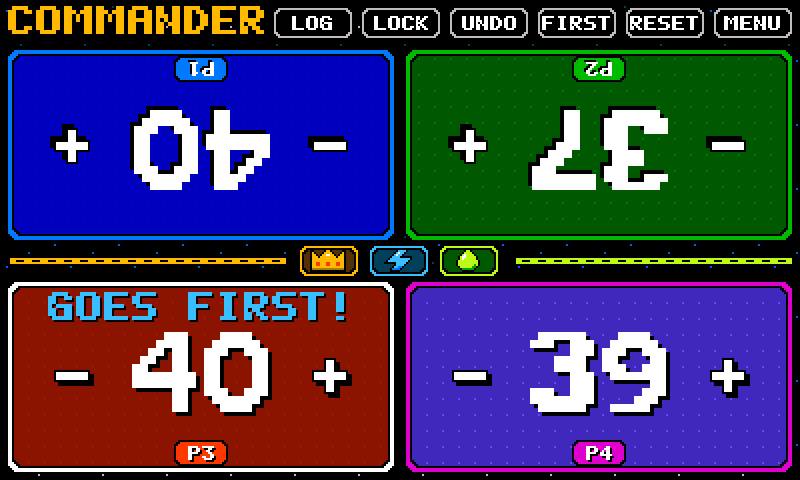 COMMANDER LOG LOCK UNDO FIRST RESET MENU
P1 P2
+ 40 - + 37 -
GOES FIRST!
- 40 + - 39 +
P3 P4